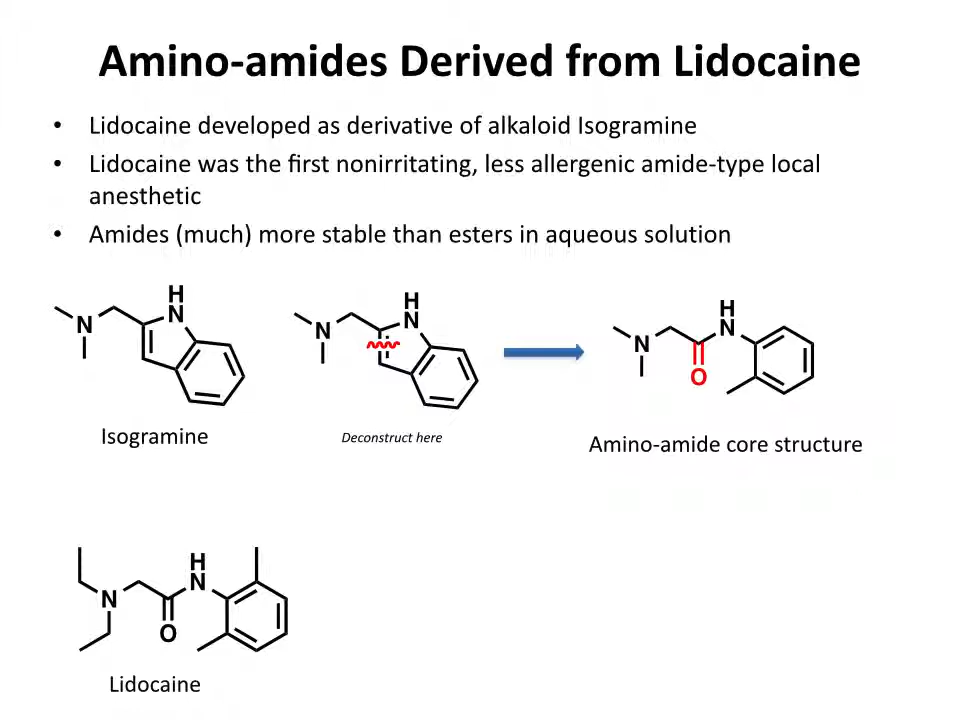 Amino-amides Derived from Lidocaine
• Lidocaine developed as derivative of alkaloid Isogramine
• Lidocaine was the first nonirritating, less allergenic amide-type local
anesthetic
• Amides (much) more stable than esters in aqueous solution
H
N
N
H
N
N
H
N
N
O
Isogramine
Deconstruct here
Amino-amide core structure
H
N
N
O
Lidocaine